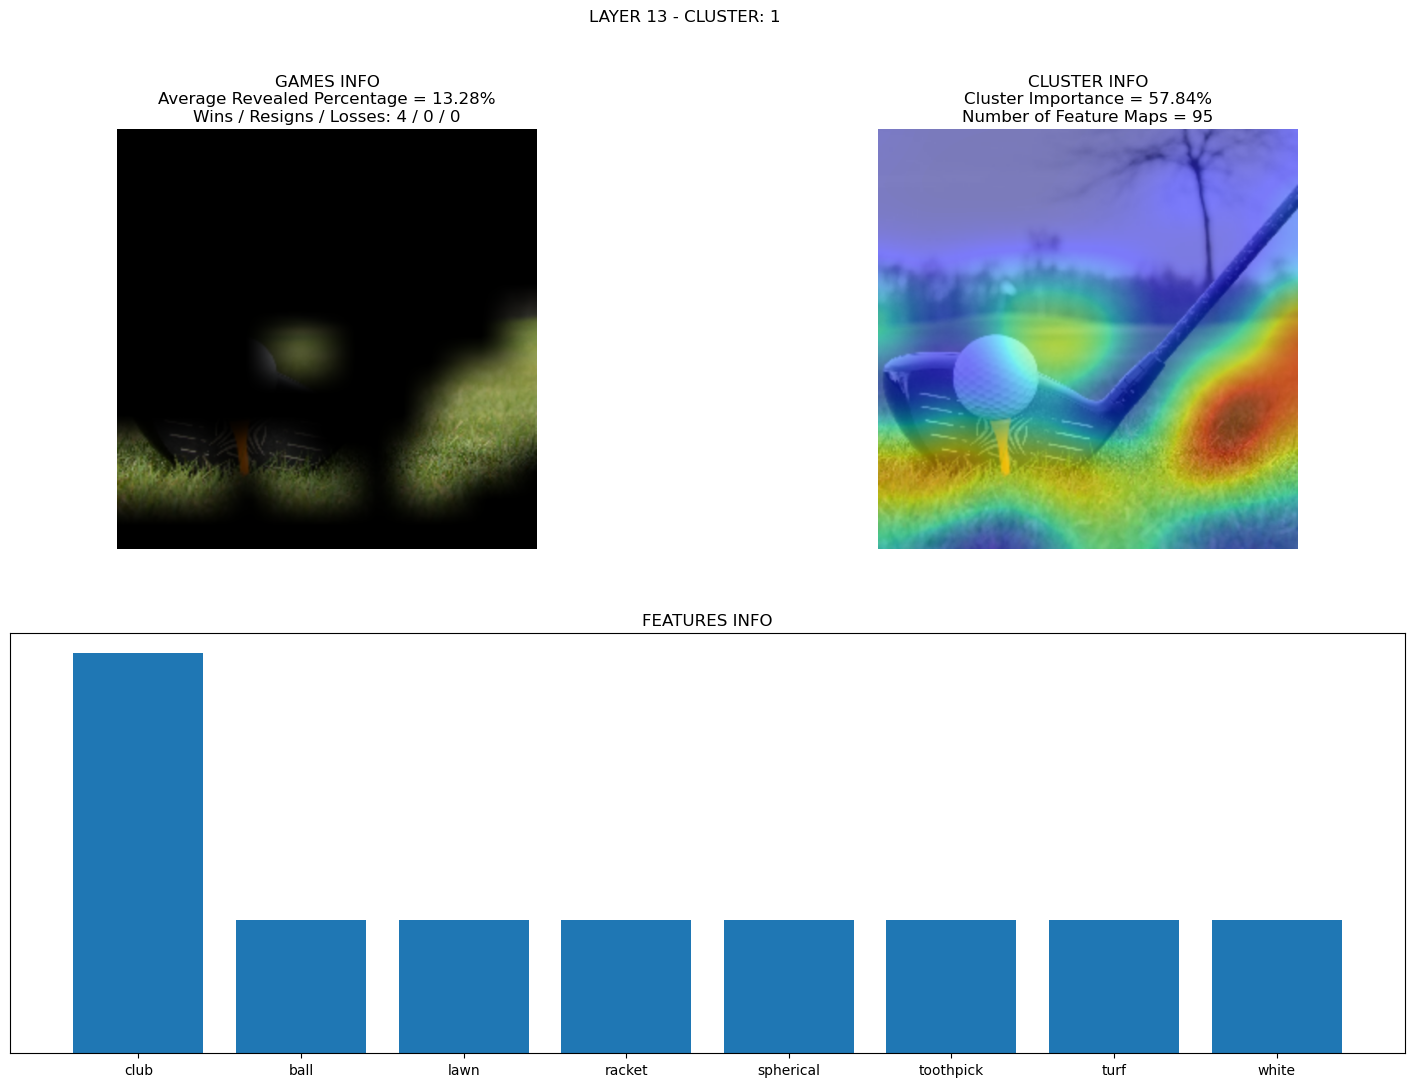 LAYER 13 - CLUSTER: 1
GAMES INFO
Average Revealed Percentage = 13.28%
Wins / Resigns / Losses: 4 / 0 / 0
CLUSTER INFO
Cluster Importance = 57.84%
Number of Feature Maps = 95
FEATURES INFO
club ball lawn racket spherical toothpick turf white